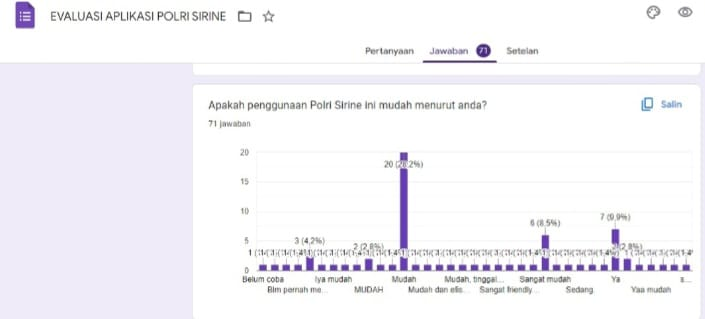 EVALUASI APLIKASI POLRI SIRINE
Pertanyaan Jawaban 71 Setelan
Apakah penggunaan Polri Sirine ini mudah menurut anda?
Salin
71 jawaban
20
20 (28,2%)
15
10
7 (9,9%)
6 (8,5%)
5
3 (4,2%)
2 (2,8%)
0
Belum coba Iya mudah Mudah Mudah, tinggal... Sangat mudah Ya s...
Blm pernah me... MUDAH Mudah dan efis... Sangat friendly... Sedang Yaa mudah